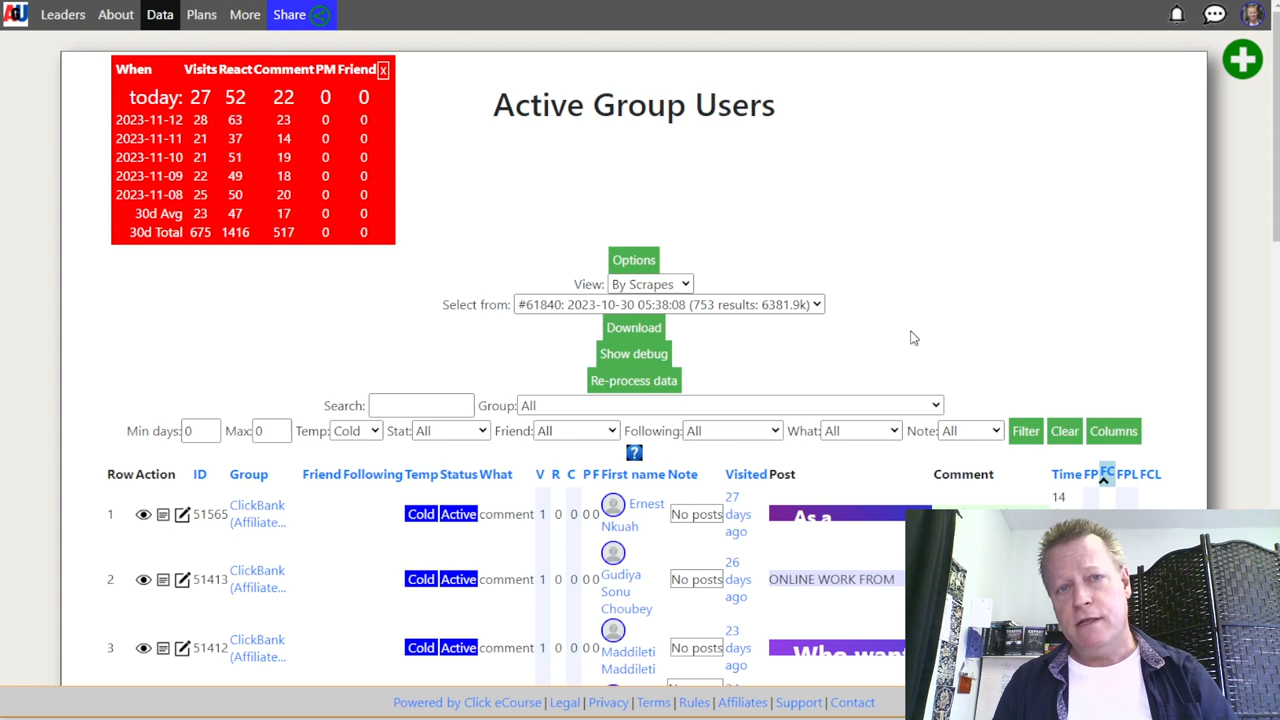 Leaders Data Plans More Share
When Visits React Comment PM Friend x
today: 27 52 22 0 0
2023-11-12 28 63 23 0 0
2023-11-11 21 37 14 0 0
2023-11-10 21 51 19 0 0
2023-11-09 22 49 18 0 0
2023-11-08 25 50 20 0 0
30d Avg 23 47 17 0 0
30d Total 675 1416 517 0 0
Active Group Users
Options
View: By Scrapes
Select from: #61840: 2023-10-30 05:38:08 (753 results: 6381.9k)
Download
Show debug
Re-process data
Search: Group: All
Min days: 0 Max: 0 Temp: Cold Stat: All Friend: All Following: All What: All Note: All Filter Clear Columns
?
Row Action ID Group Friend Following Temp Status What V R C P F First name Note Visited Post Comment Time FP FC FPL FCL
1 51565 ClickBank (Affiliate... Cold Active comment 1 0 0 0 0 Ernest Nkuah No posts 27 days ago As a 14
2 51413 ClickBank (Affiliate... Cold Active comment 1 0 0 0 0 Gudiya Sonu Choubey No posts 26 days ago ONLINE WORK FROM
3 51412 ClickBank (Affiliate... Cold Active comment 1 0 0 0 0 Maddileti Maddileti No posts 23 days ago Who want
Powered by Click eCourse | Legal | Privacy | Terms | Rules | Affiliates | Support | Contact